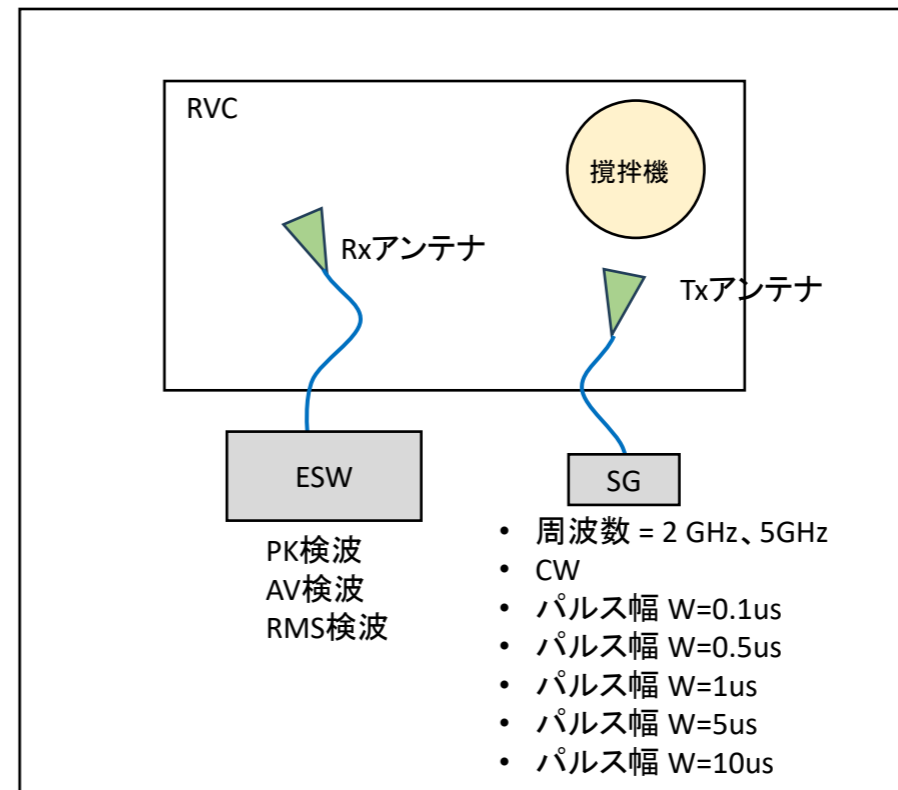 RVC
撹拌機
Rxアンテナ
Txアンテナ
ESW
SG
PK検波
AV検波
RMS検波
• 周波数 = 2 GHz、5GHz
• CW
• パルス幅 W=0.1us
• パルス幅 W=0.5us
• パルス幅 W=1us
• パルス幅 W=5us
• パルス幅 W=10us